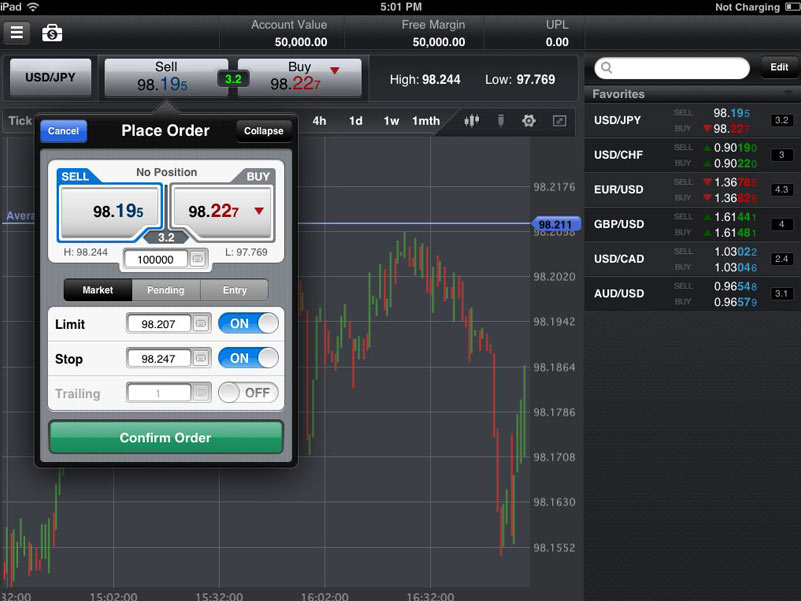 iPad 5:01 PM Not Charging
Account Value Free Margin UPL
50,000.00 50,000.00 0.00
USD/JPY Sell 98.195 3.2 Buy 98.227 High: 98.244 Low: 97.769
Edit
Tick 4h 1d 1w 1mth
Favorites
USD/JPY SELL 98.195 3.2
BUY 98.227
USD/CHF SELL 0.90190 3
BUY 0.90220
EUR/USD SELL 1.36785 4.3
BUY 1.36828
GBP/USD SELL 1.61441 4
BUY 1.61481
USD/CAD SELL 1.03022 2.4
BUY 1.03046
AUD/USD SELL 0.96548 3.1
BUY 0.96579
Cancel Place Order Collapse
SELL No Position BUY
98.195 98.227
3.2
H: 98.244 L: 97.769
100000
Market Pending Entry
Limit 98.207 ON
Stop 98.247 ON
Trailing 1 OFF
Confirm Order
Avera
98.2176
98.211
98.2098
98.2020
98.1942
98.1864
98.1786
98.1708
98.1630
98.1552
32:00 15:02:00 15:32:00 16:02:00 16:32:00